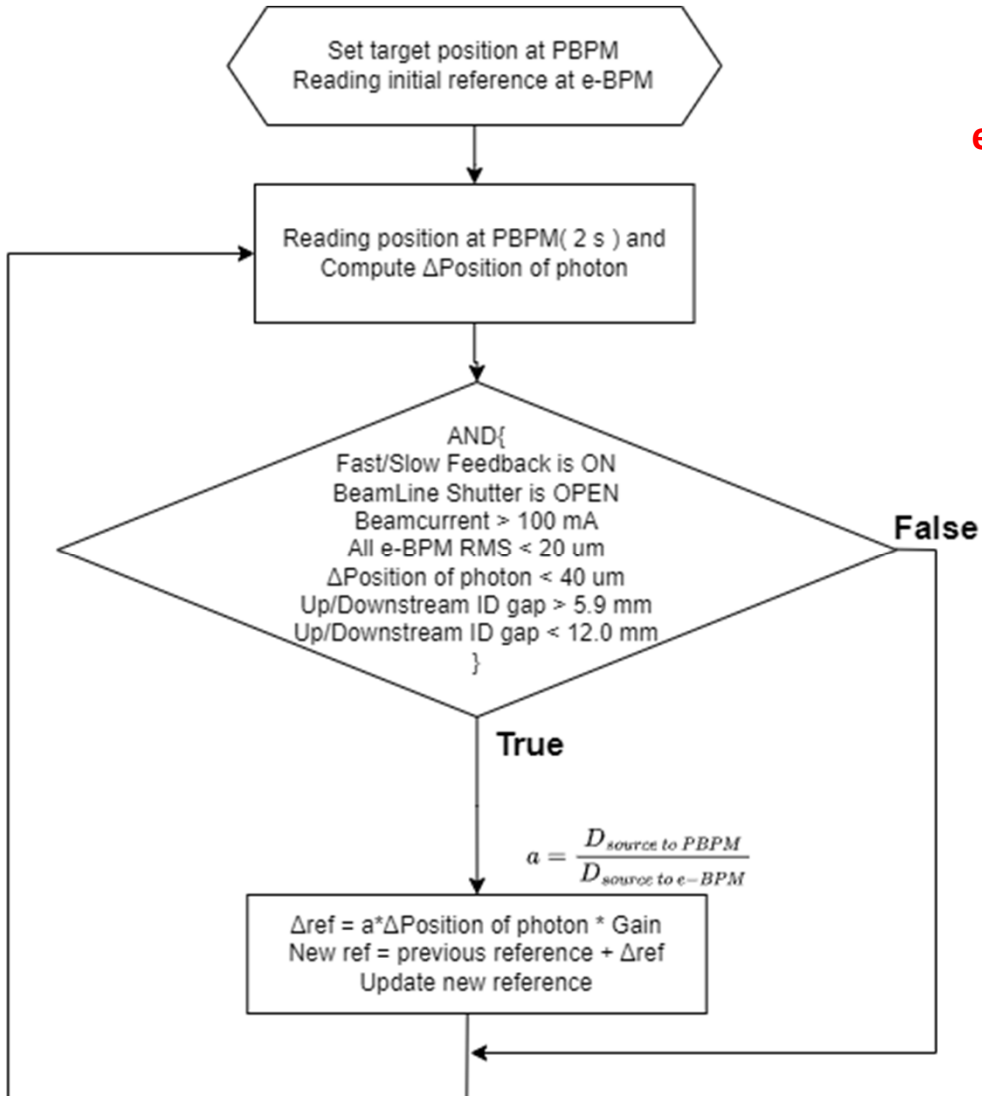 Set target position at PBPM
Reading initial reference at e-BPM
e
Reading position at PBPM( 2 s ) and
Compute ΔPosition of photon
AND{
Fast/Slow Feedback is ON
BeamLine Shutter is OPEN
Beamcurrent > 100 mA
All e-BPM RMS < 20 um
ΔPosition of photon < 40 um
Up/Downstream ID gap > 5.9 mm
Up/Downstream ID gap < 12.0 mm
}
False
True
a = D source to PBPM / D source to e-BPM
Δref = a*ΔPosition of photon * Gain
New ref = previous reference + Δref
Update new reference